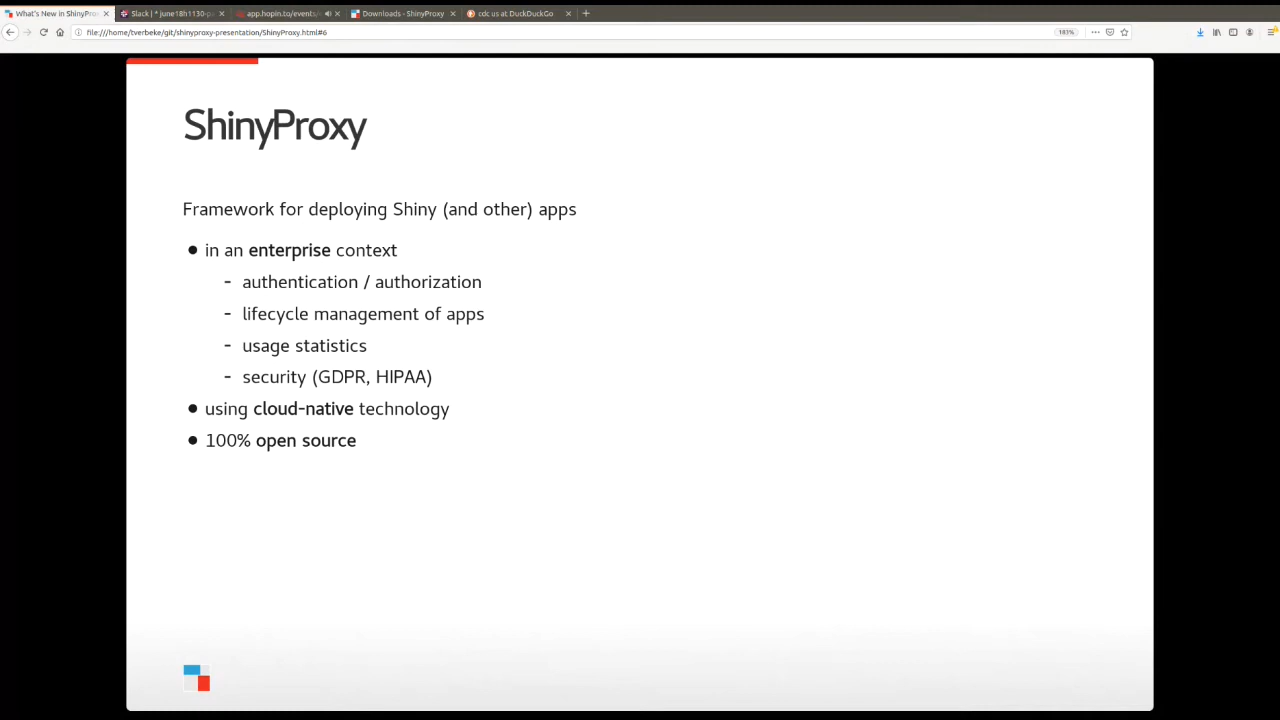 What's New in ShinyProx
Slack | * june18h1130-p
app.hopin.to/events/
Downloads - ShinyProxy
cdc us at DuckDuckGo
file:///home/tverbeke/git/shinyproxy-presentation/ShinyProxy.html#6
183%
ShinyProxy
Framework for deploying Shiny (and other) apps
● in an enterprise context
- authentication / authorization
- lifecycle management of apps
- usage statistics
- security (GDPR, HIPAA)
● using cloud-native technology
● 100% open source